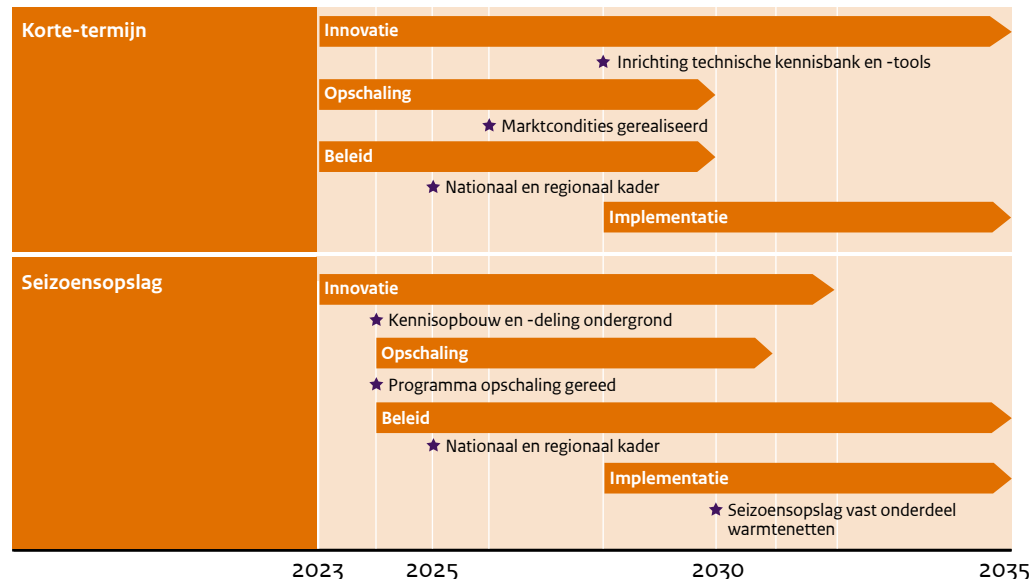 Korte-termijn
Innovatie
Inrichting technische kennisbank en -tools
Opschaling
Marktcondities gerealiseerd
Beleid
Nationaal en regionaal kader
Implementatie
Seizoensopslag
Innovatie
Kennisopbouw en -deling ondergrond
Opschaling
Programma opschaling gereed
Beleid
Nationaal en regionaal kader
Implementatie
Seizoensopslag vast onderdeel
warmtenetten
2023 2025 2030 2035